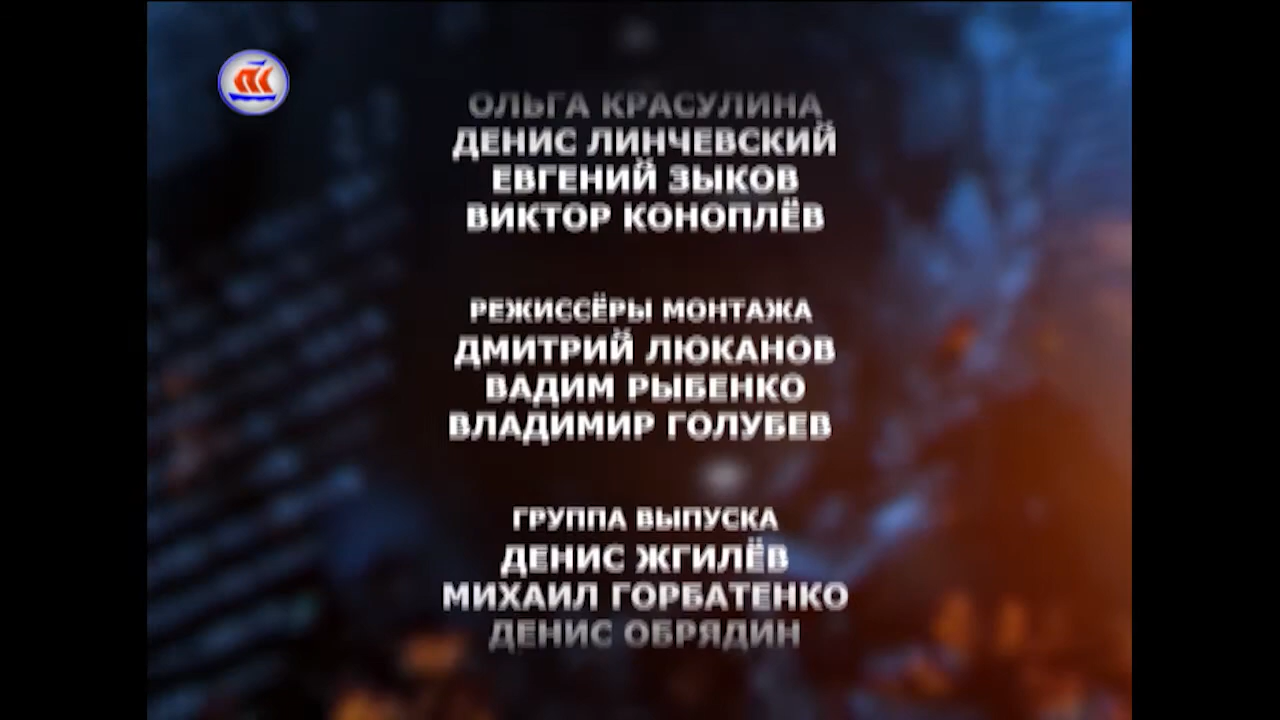 ОЛЬГА КРАСУЛИНА
ДЕНИС ЛИНЧЕВСКИЙ
ЕВГЕНИЙ ЗЫКОВ
ВИКТОР КОНОПЛЁВ
РЕЖИССЁРЫ МОНТАЖА
ДМИТРИЙ ЛЮКАНОВ
ВАДИМ РЫБЕНКО
ВЛАДИМИР ГОЛУБЕВ
ГРУППА ВЫПУСКА
ДЕНИС ЖГИЛЁВ
МИХАИЛ ГОРБАТЕНКО
ДЕНИС ОБРЯДИН